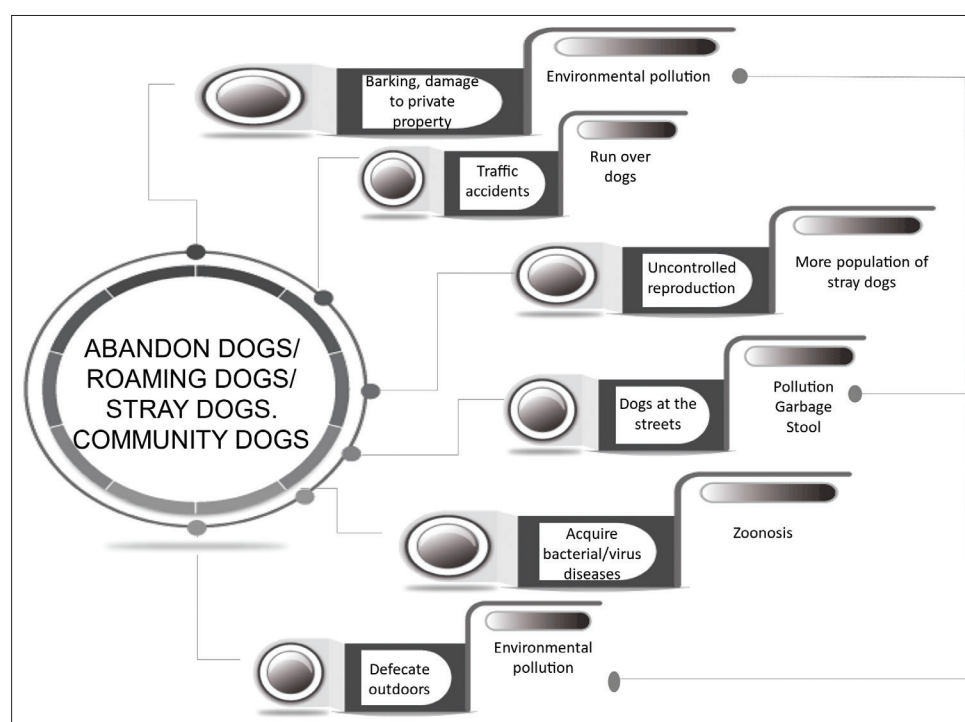 Barking, damage
to private
property
Environmental pollution
Traffic
accidents
Run over
dogs
Uncontrolled
reproduction
More population of
stray dogs
ABANDON DOGS/
ROAMING DOGS/
STRAY DOGS.
COMMUNITY DOGS
Dogs at the
streets
Pollution
Garbage
Stool
Acquire
bacterial/virus
diseases
Zoonosis
Defecate
outdoors
Environmental
pollution